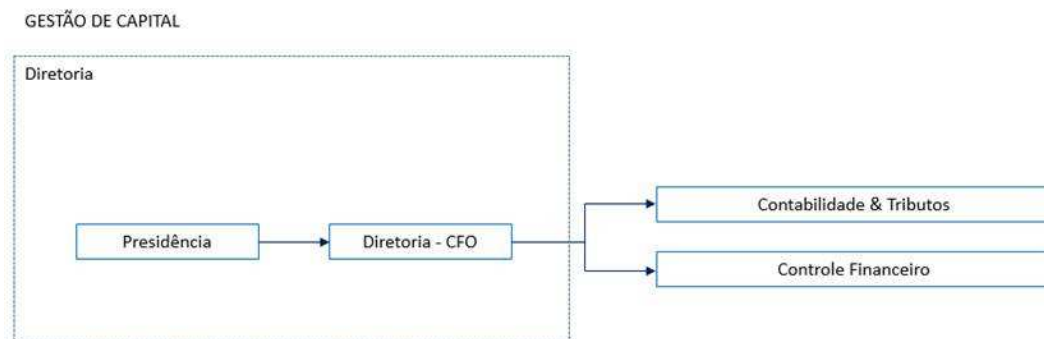 GESTÃO DE CAPITAL
Diretoria
Presidência
Diretoria - CFO
Contabilidade & Tributos
Controle Financeiro